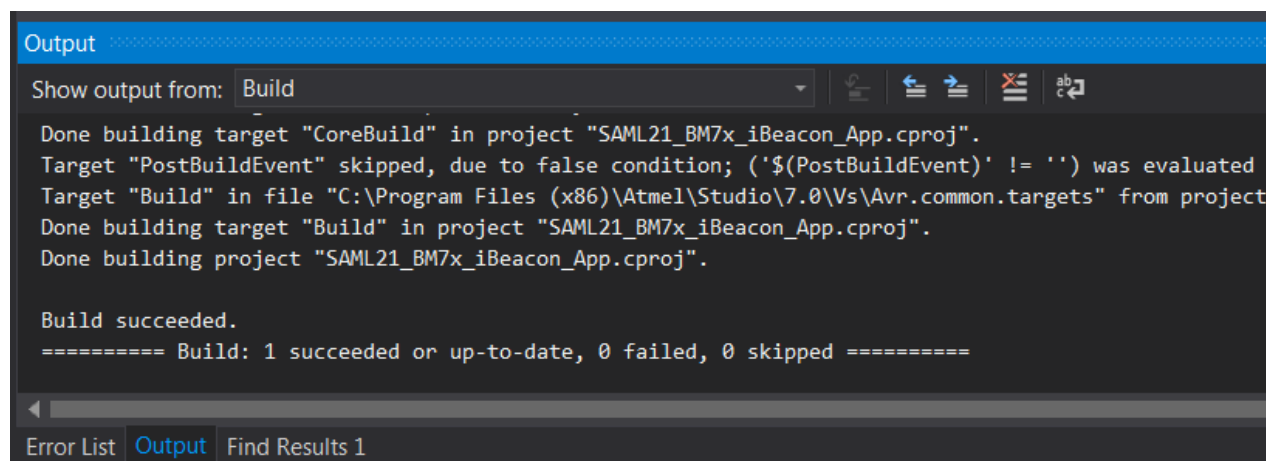 Output
Show output from: Build
Done building target "CoreBuild" in project "SAML21_BM7x_iBeacon_App.cproj".
Target "PostBuildEvent" skipped, due to false condition; ('$(PostBuildEvent)' != '') was evaluated
Target "Build" in file "C:\Program Files (x86)\Atmel\Studio\7.0\Vs\Avr.common.targets" from project
Done building target "Build" in project "SAML21_BM7x_iBeacon_App.cproj".
Done building project "SAML21_BM7x_iBeacon_App.cproj".
Build succeeded.
========== Build: 1 succeeded or up-to-date, 0 failed, 0 skipped ==========
Error List Output Find Results 1